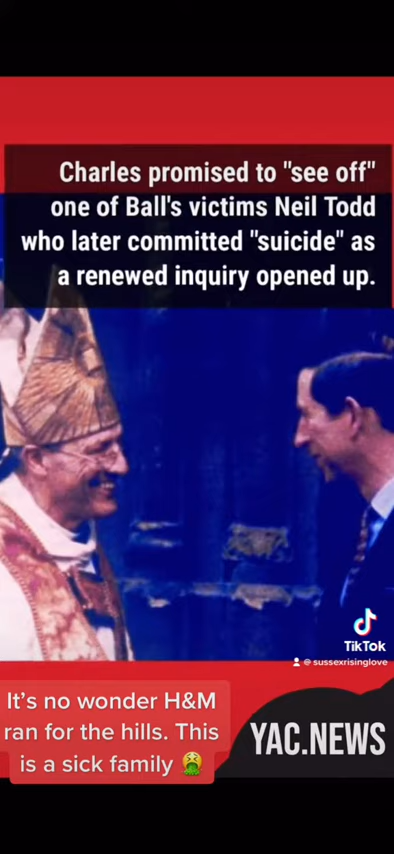 Charles promised to "see off"
one of Ball's victims Neil Todd
who later committed "suicide" as
a renewed inquiry opened up.
TikTok
@ sussexrisinglove
It's no wonder H&M
ran for the hills. This
is a sick family 🤮
YAC.NEWS